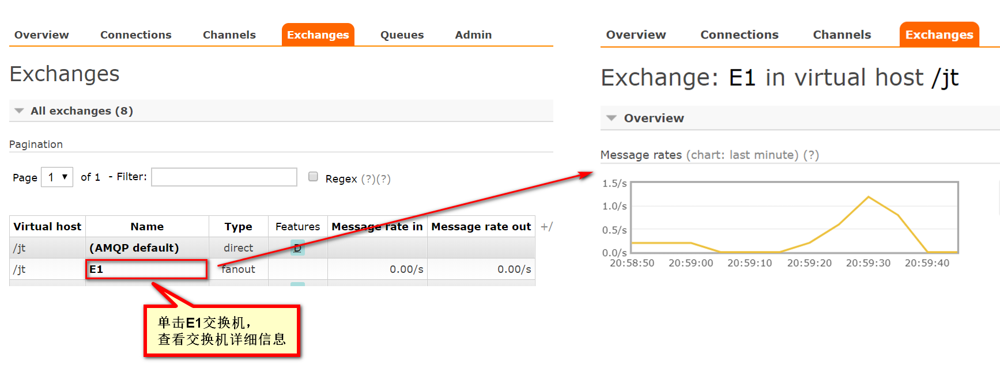 Overview Connections Channels Exchanges Queues Admin
Exchanges
All exchanges (8)
Pagination
Page 1 of 1 - Filter: Regex (?)(?)
Virtual host Name Type Features Message rate in Message rate out +/
/jt (AMQP default) direct D
/jt E1 fanout 0.00/s 0.00/s
单击E1交换机，
查看交换机详细信息
Overview Connections Channels Exchanges
Exchange: E1 in virtual host /jt
Overview
Message rates (chart: last minute) (?)
1.5/s
1.0/s
0.5/s
0.0/s
20:58:50 20:59:00 20:59:10 20:59:20 20:59:30 20:59:40